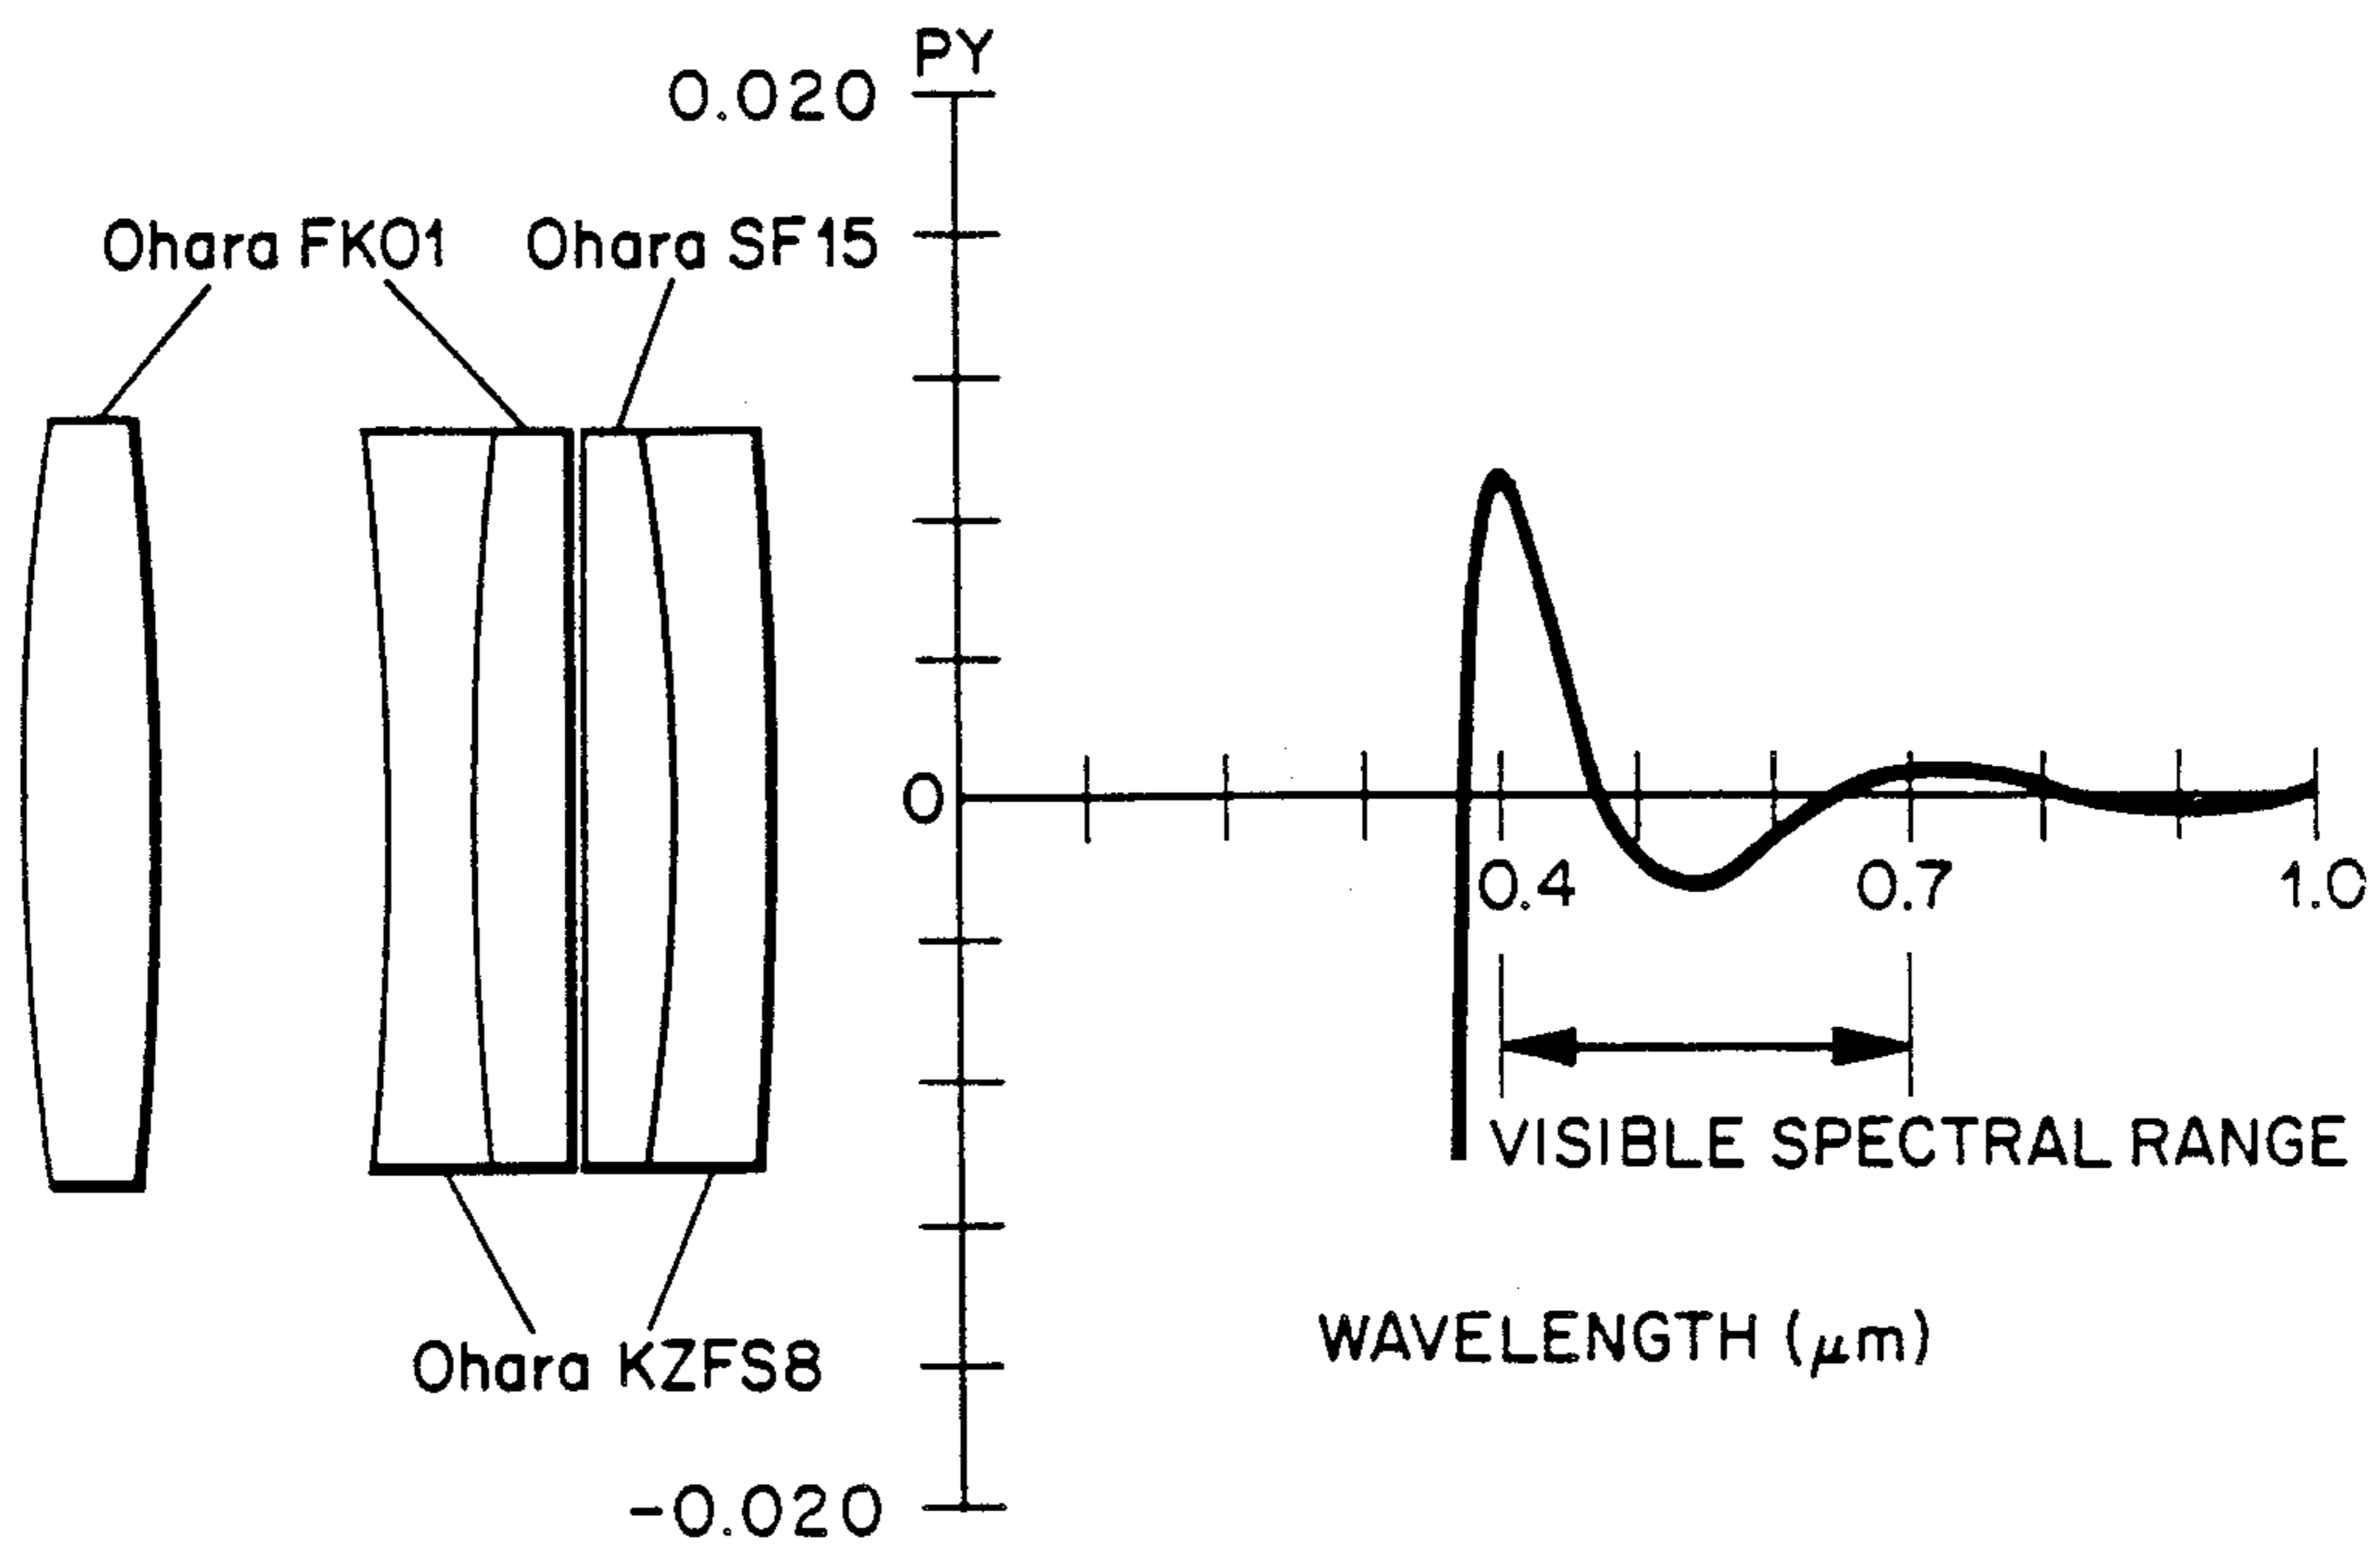 PY
0.020
Ohara FK01
Ohara SF15
0
0.4
0.7
1.0
VISIBLE SPECTRAL RANGE
WAVELENGTH (μm)
Ohara KZFS8
-0.020